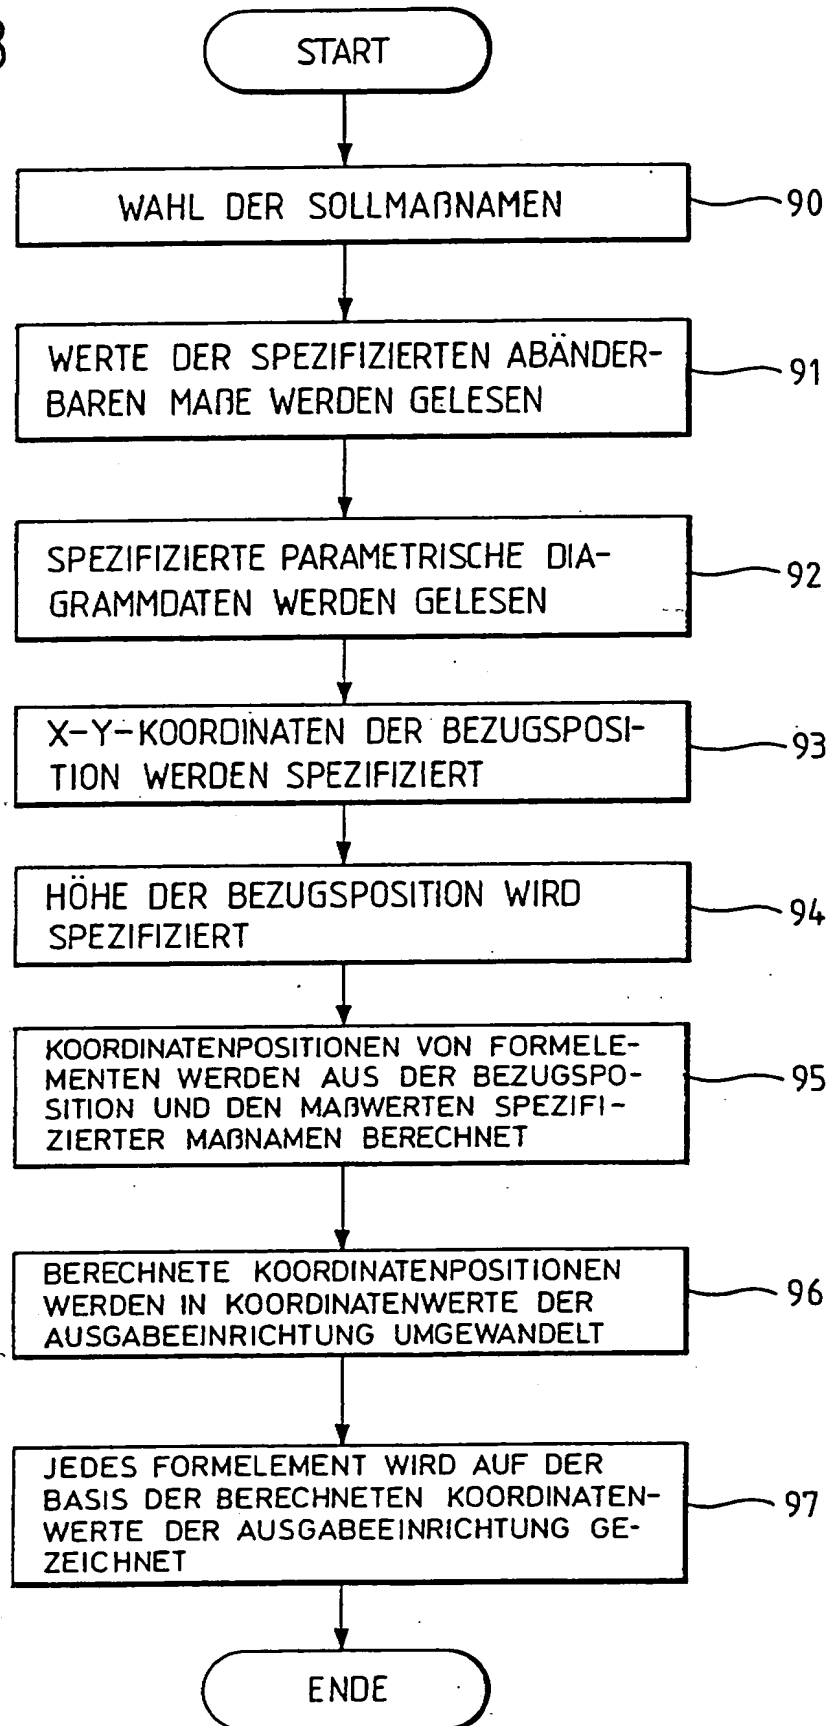 START
WAHL DER SOLLMAßNAMEN
90
WERTE DER SPEZIFIZIERTEN ABÄNDER-
BAREN MAßE WERDEN GELESEN
91
SPEZIFIZIERTE PARAMETRISCHE DIA-
GRAMMDATEN WERDEN GELESEN
92
X-Y-KOORDINATEN DER BEZUGSPOSI-
TION WERDEN SPEZIFIZIERT
93
HÖHE DER BEZUGSPOSITION WIRD
SPEZIFIZIERT
94
KOORDINATENPOSITIONEN VON FORMELE-
MENTEN WERDEN AUS DER BEZUGSPO-
SITION UND DEN MAßWERTEN SPEZIFI-
ZIERTER MAßNAMEN BERECHNET
95
BERECHNETE KOORDINATENPOSITIONEN
WERDEN IN KOORDINATENWERTE DER
AUSGABEEINRICHTUNG UMGEWANDELT
96
JEDES FORMELEMENT WIRD AUF DER
BASIS DER BERECHNETEN KOORDINATEN-
WERTE DER AUSGABEEINRICHTUNG GE-
ZEICHNET
97
ENDE